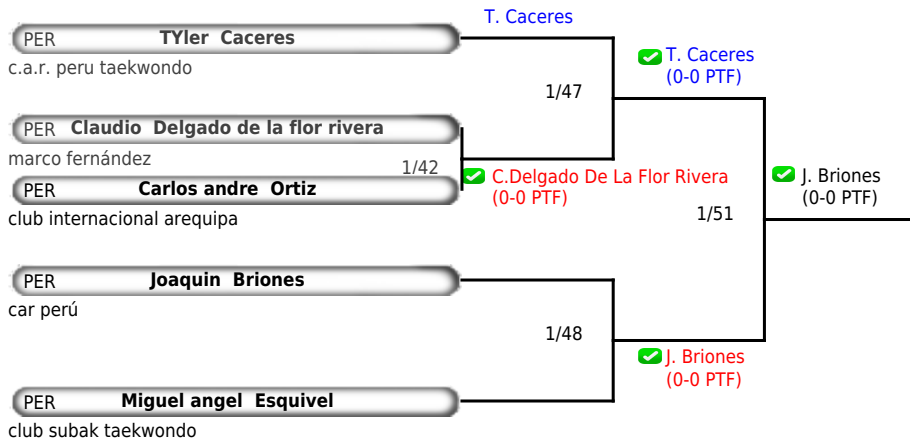 T. Caceres
PER TYler Caceres
c.a.r. peru taekwondo
T. Caceres
(0-0 PTF)
1/47
PER Claudio Delgado de la flor rivera
marco fernández
1/42
C.Delgado De La Flor Rivera
(0-0 PTF)
PER Carlos andre Ortiz
club internacional arequipa
J. Briones
(0-0 PTF)
1/51
PER Joaquin Briones
car perú
1/48
J. Briones
(0-0 PTF)
PER Miguel angel Esquivel
club subak taekwondo